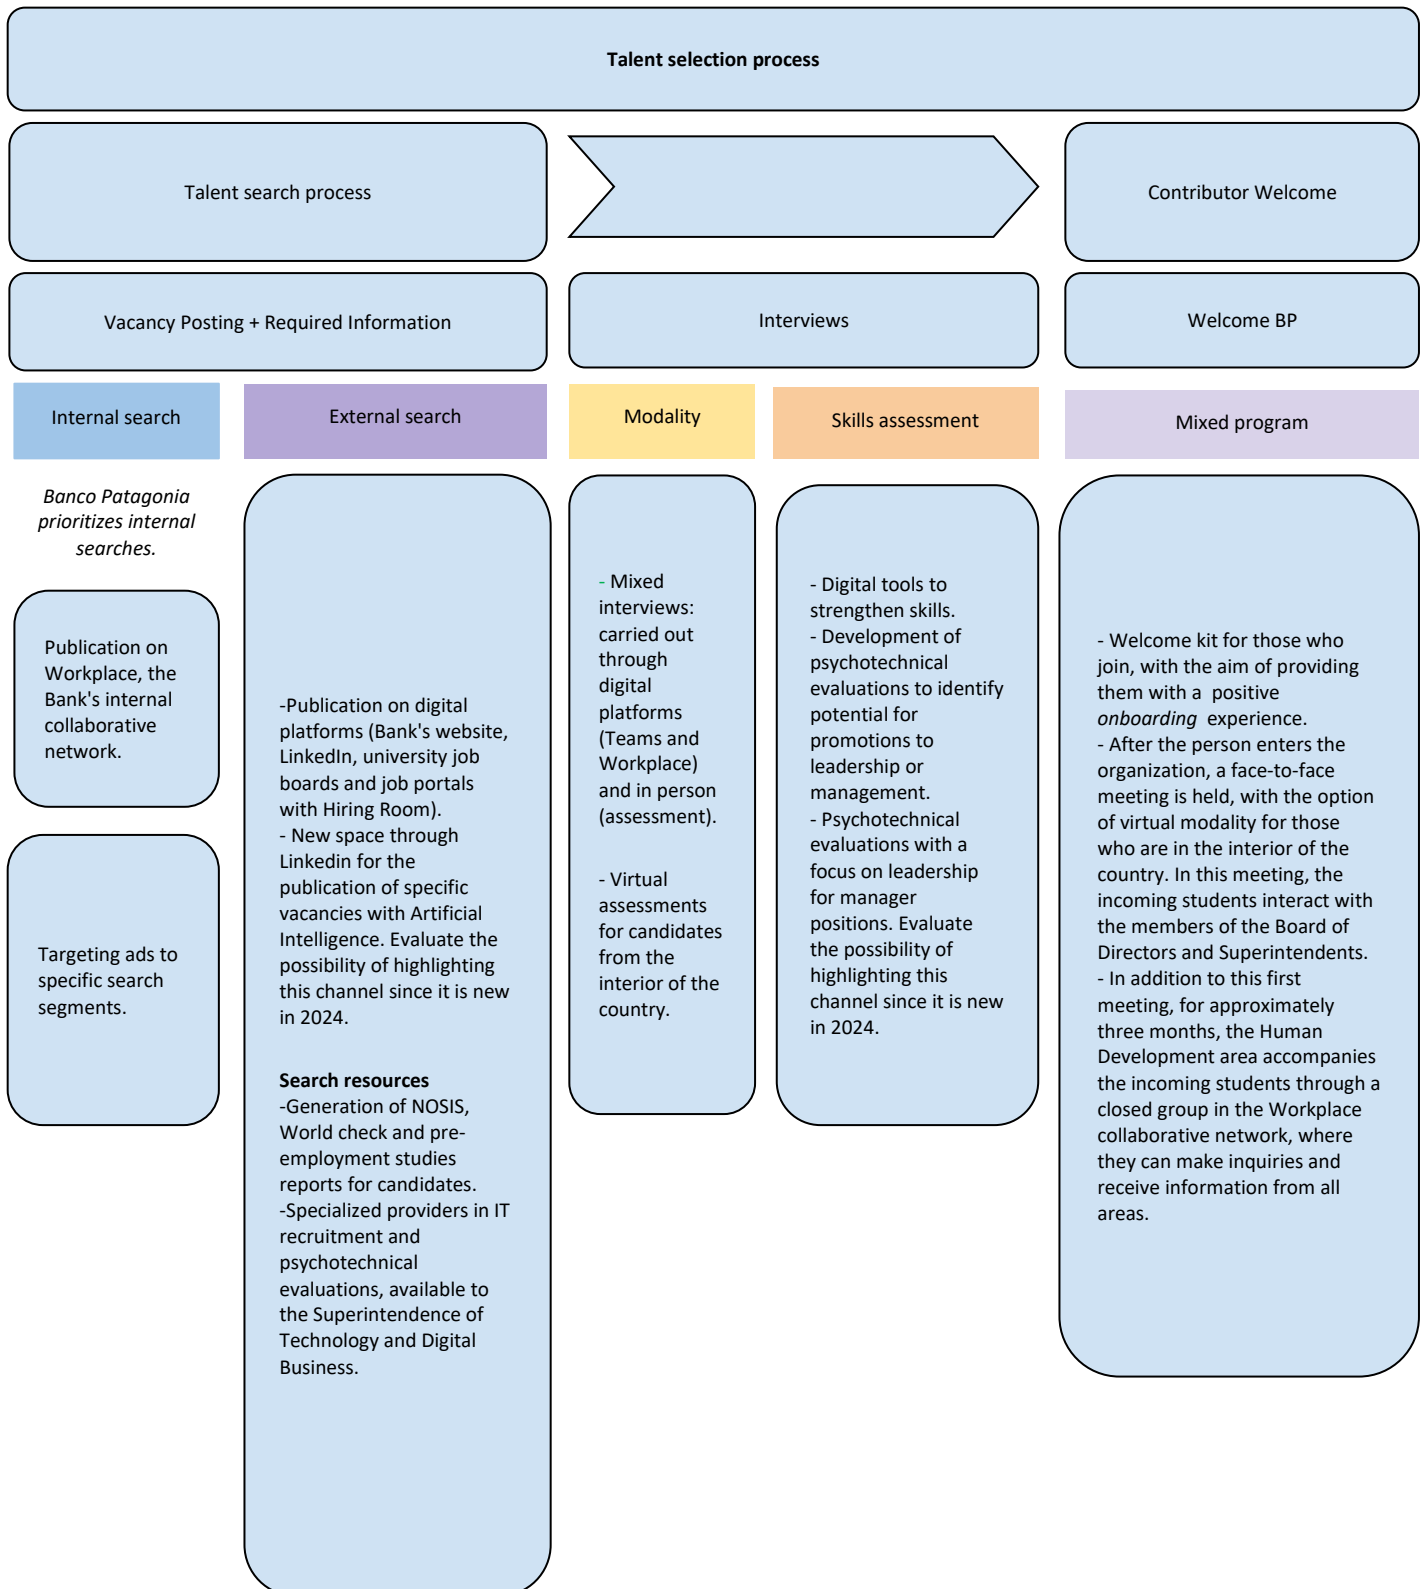 Talent selection process
Talent search process
Contributor Welcome
Vacancy Posting + Required Information
Interviews
Welcome BP
Internal search
External search
Modality
Skills assessment
Mixed program
Banco Patagonia
prioritizes internal
searches.
Publication on
Workplace, the
Bank's internal
collaborative
network.
Targeting ads to
specific search
segments.
-Publication on digital
platforms (Bank's website,
LinkedIn, university job
boards and job portals
with Hiring Room).
- New space through
Linkedin for the
publication of specific
vacancies with Artificial
Intelligence. Evaluate the
possibility of highlighting
this channel since it is new
in 2024.
Search resources
-Generation of NOSIS,
World check and pre-
employment studies
reports for candidates.
-Specialized providers in IT
recruitment and
psychotechnical
evaluations, available to
the Superintendence of
Technology and Digital
Business.
- Mixed
interviews:
carried out
through
digital
platforms
(Teams and
Workplace)
and in person
(assessment).
- Virtual
assessments
for candidates
from the
interior of the
country.
- Digital tools to
strengthen skills.
- Development of
psychotechnical
evaluations to identify
potential for
promotions to
leadership or
management.
- Psychotechnical
evaluations with a
focus on leadership
for manager
positions. Evaluate
the possibility of
highlighting this
channel since it is new
in 2024.
- Welcome kit for those who
join, with the aim of providing
them with a positive
onboarding experience.
- After the person enters the
organization, a face-to-face
meeting is held, with the option
of virtual modality for those
who are in the interior of the
country. In this meeting, the
incoming students interact with
the members of the Board of
Directors and Superintendents.
- In addition to this first
meeting, for approximately
three months, the Human
Development area accompanies
the incoming students through a
closed group in the Workplace
collaborative network, where
they can make inquiries and
receive information from all
areas.